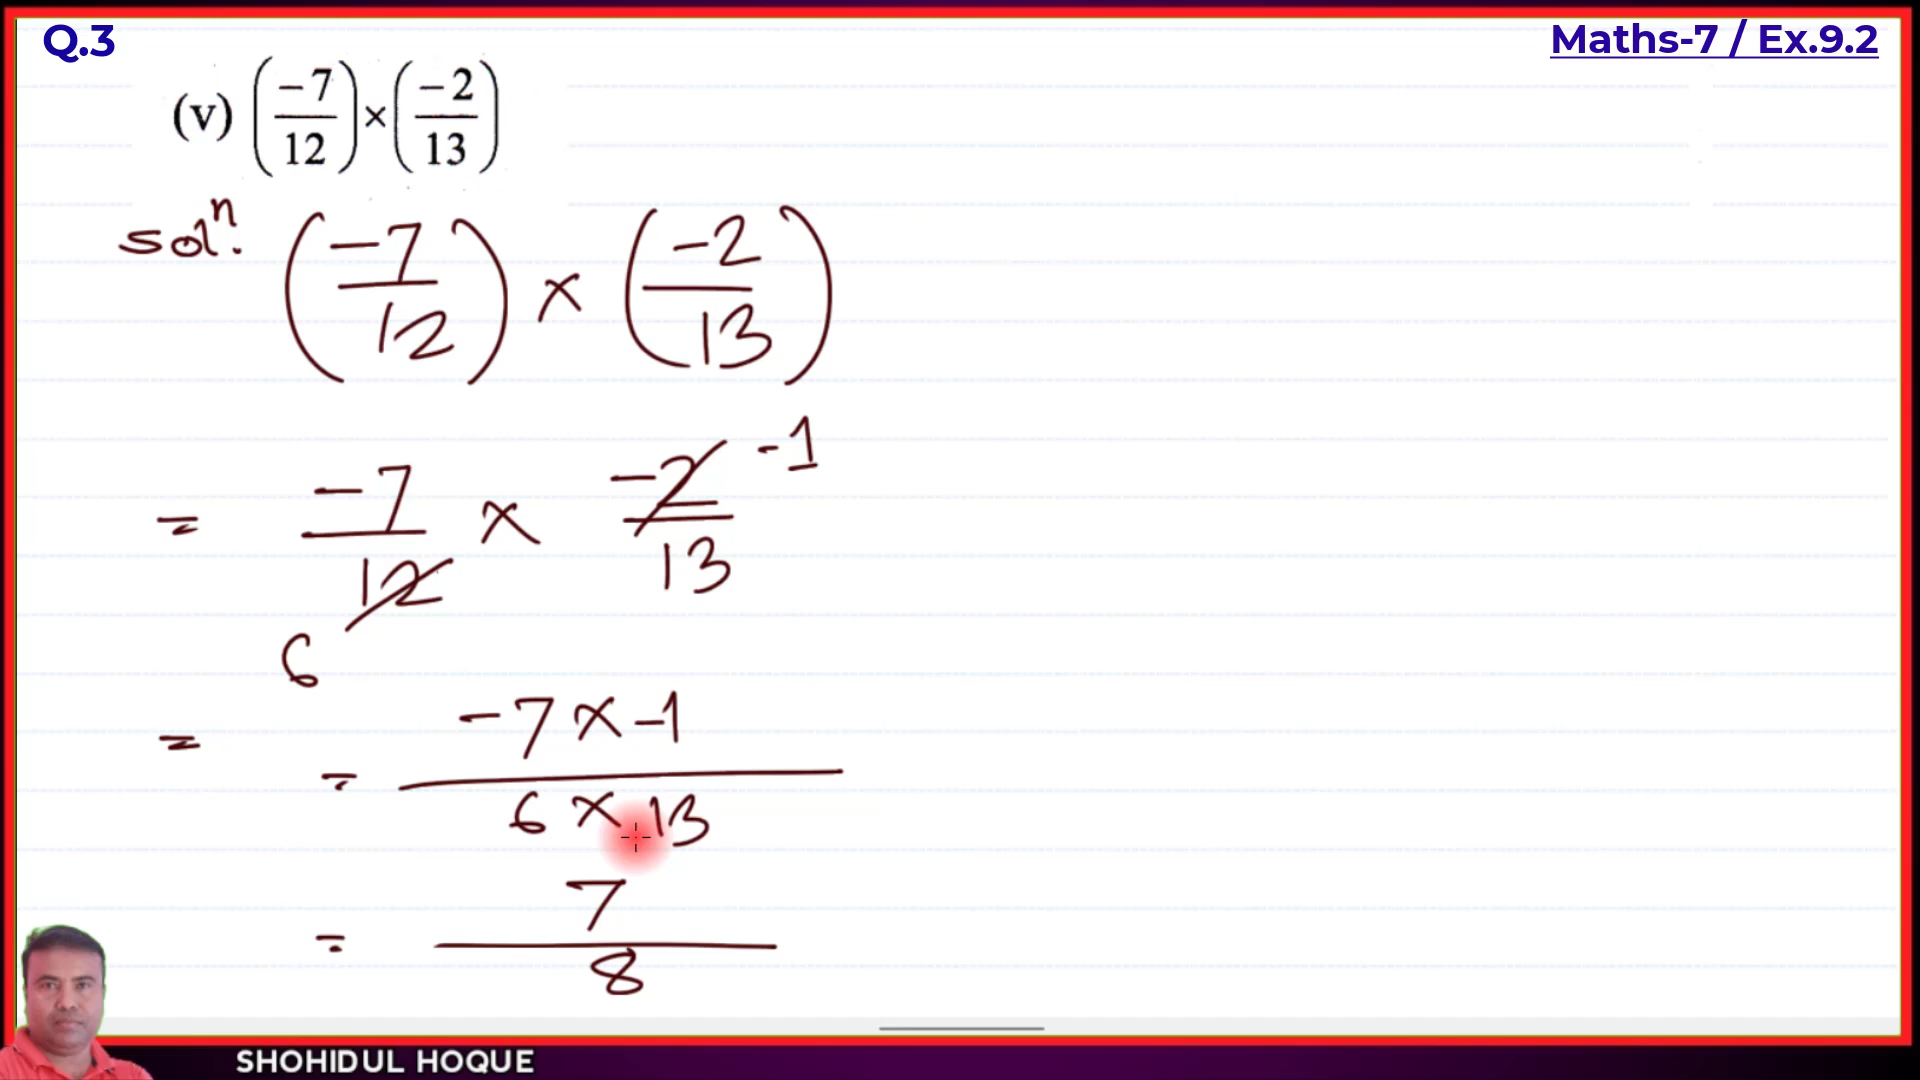 Q.3
Maths-7 / Ex.9.2
(v) (-7/12) × (-2/13)
Solⁿ. (-7/12) × (-2/13)
= -7/12 × -2/13 -1
6
= = -7 × -1 / 6 × 13
= 7/8
SHOHIDUL HOQUE